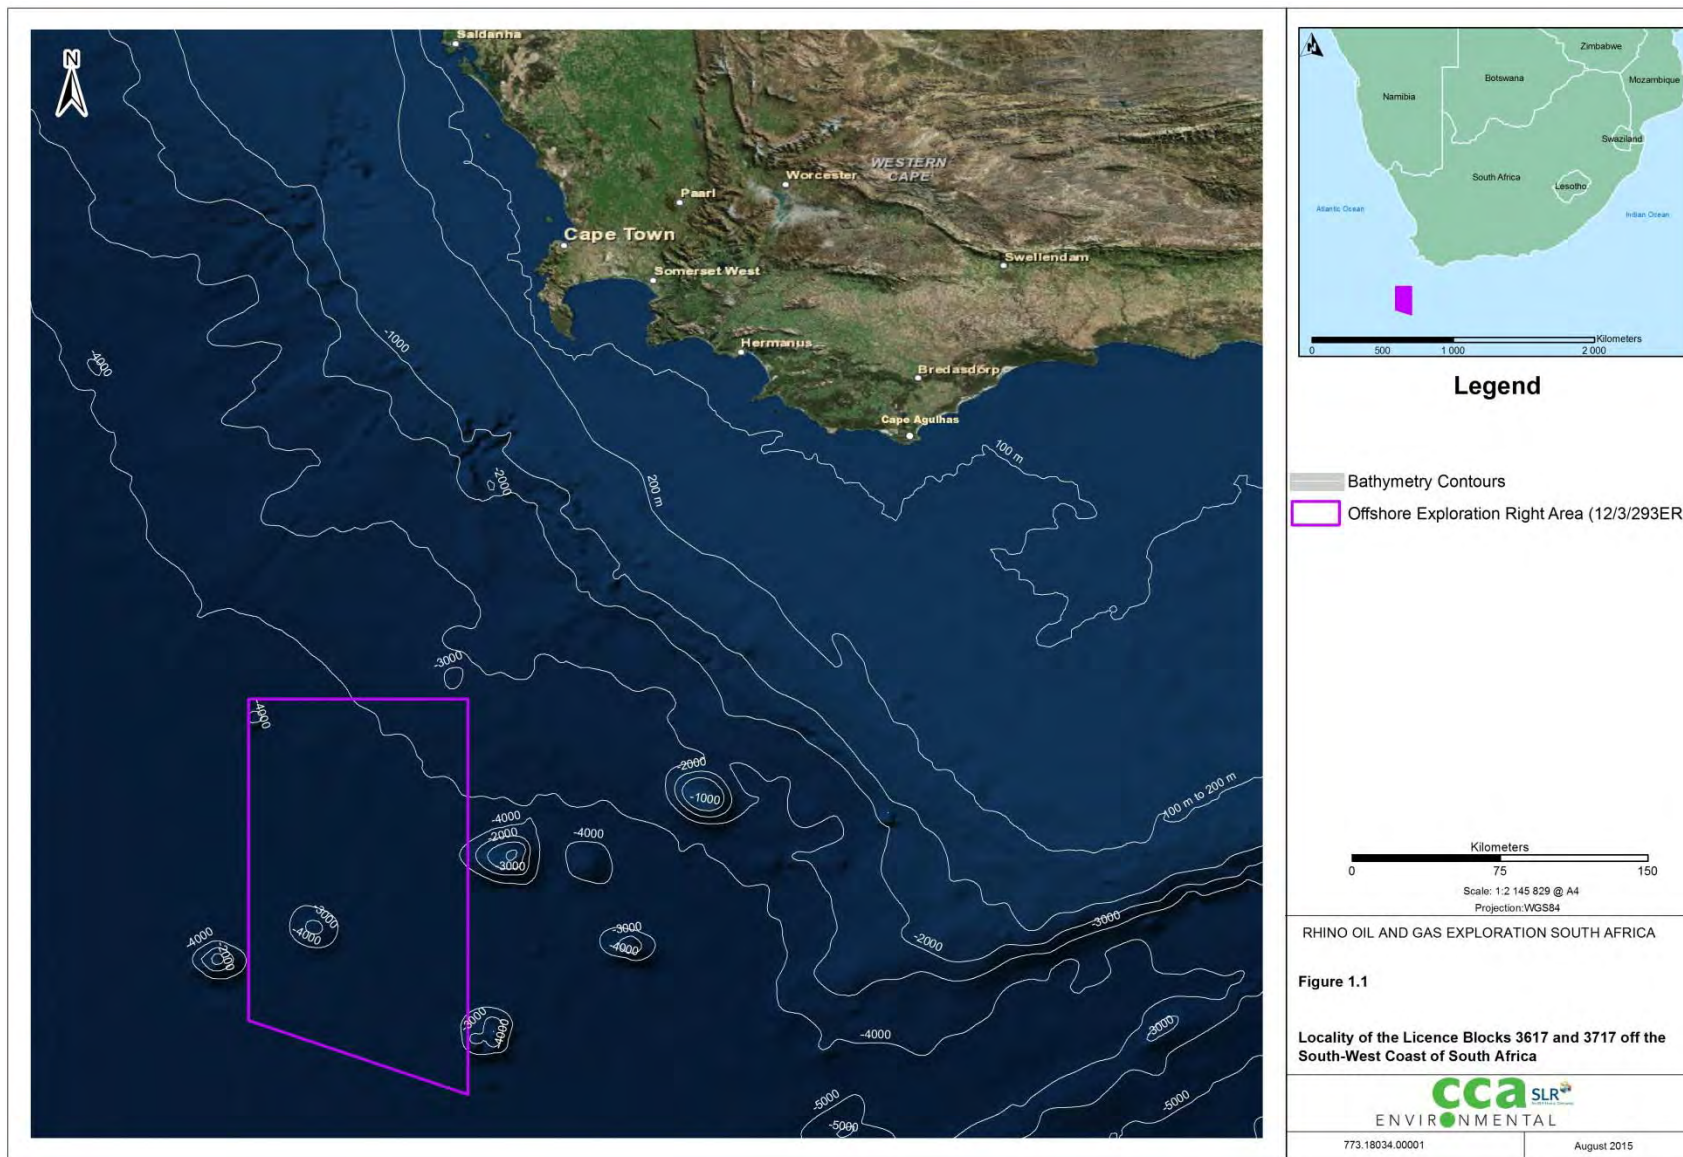 N
Saldanha
WESTERN
CAPE
Worcester
Paarl
Cape Town
Swellendam
Somerset West
-1000
Hermanus
-4000
Bredasdorp
Cape Agulhas
100 m
-2000
200 m
-3000
-4000
-2000
-1000
100 m to 200 m
-4000
-2000
-3000
-4000
-3000
-4000
-3000
-4000
-4000
-2000
-3000
-2000
-3000
-4000
-4000
-3000
-5000
-5000
-5000
Zimbabwe
Botswana
Mozambique
Namibia
Swaziland
South Africa
Lesotho
Atlantic Ocean
Indian Ocean
Kilometers
0 500 1 000 2 000
Legend
Bathymetry Contours
Offshore Exploration Right Area (12/3/293ER
Kilometers
0 75 150
Scale: 1:2 145 829 @ A4
Projection:WGS84
RHINO OIL AND GAS EXPLORATION SOUTH AFRICA
Figure 1.1
Locality of the Licence Blocks 3617 and 3717 off the
South-West Coast of South Africa
cca SLR
ENVIRONMENTAL
773.18034.00001
August 2015